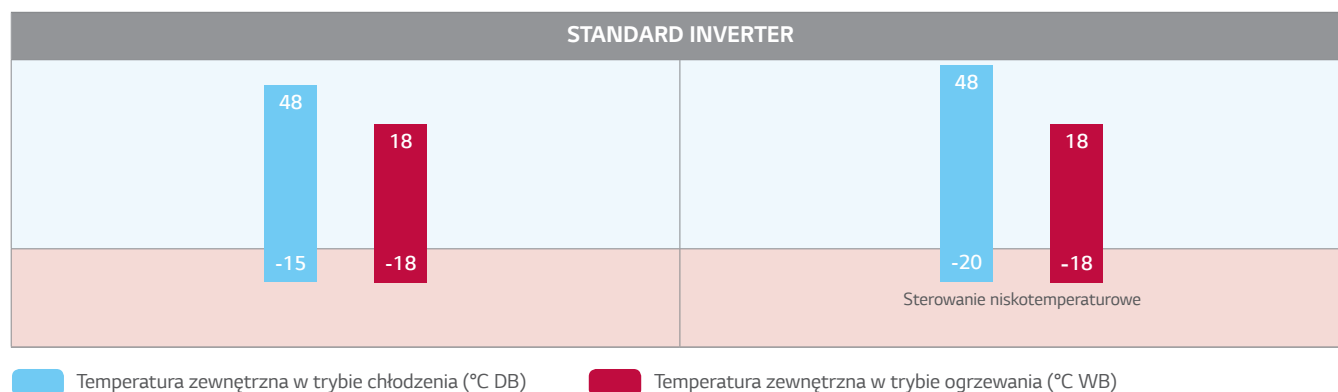 STANDARD INVERTER
48
18
-15
-18
48
18
-20
-18
Sterowanie niskotemperaturowe
Temperatura zewnętrzna w trybie chłodzenia (°C DB)
Temperatura zewnętrzna w trybie ogrzewania (°C WB)